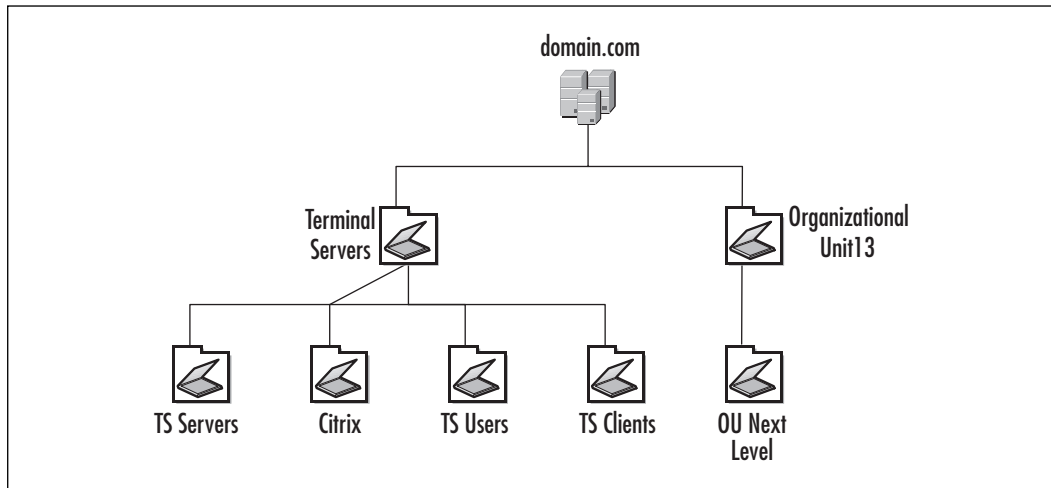 domain.com
Terminal
Servers
Organizational
Unit13
TS Servers
Citrix
TS Users
TS Clients
OU Next
Level